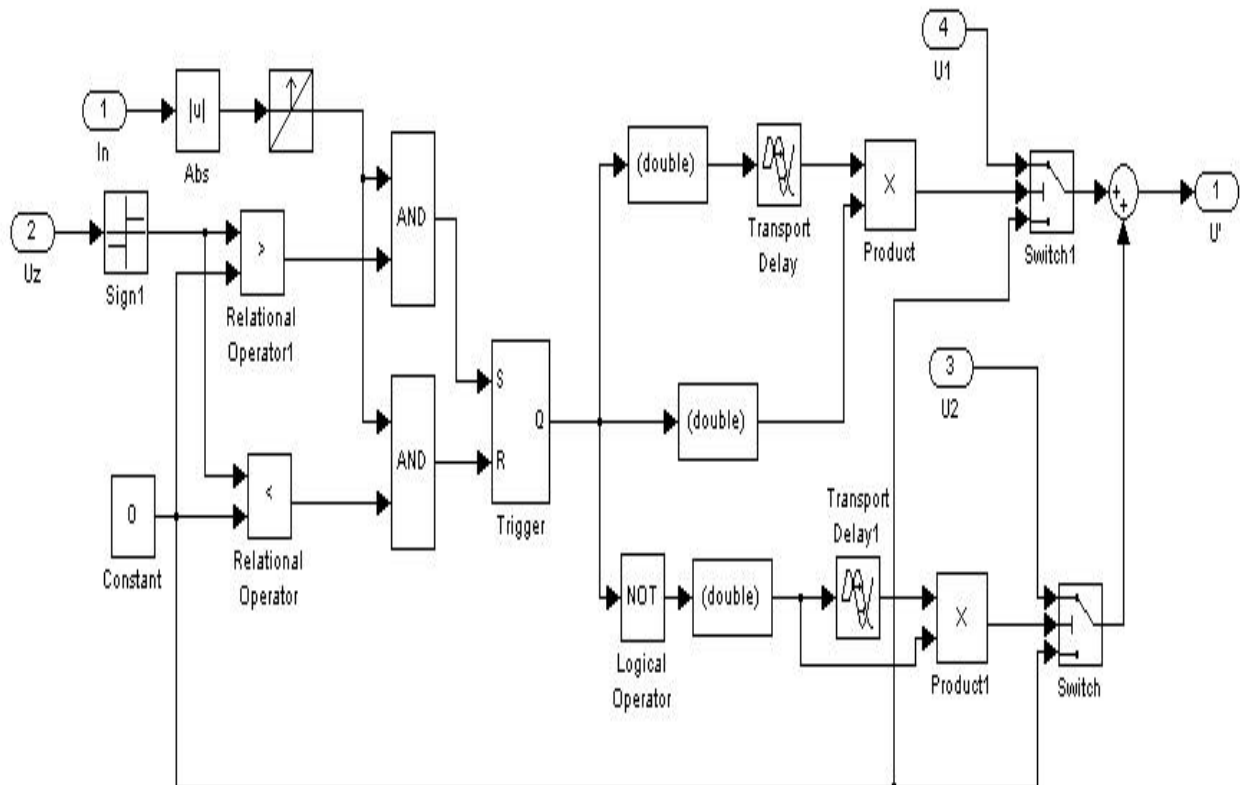 4
U1
1
In
|u|
Abs
AND
(double)
Transport
Delay
X
Product
Switch1
+
+
1
U'
2
Uz
Sign1
>
Relational
Operator1
S
R
Q
Trigger
3
U2
(double)
AND
0
Constant
<
Relational
Operator
NOT
Logical
Operator
(double)
Transport
Delay1
X
Product1
Switch